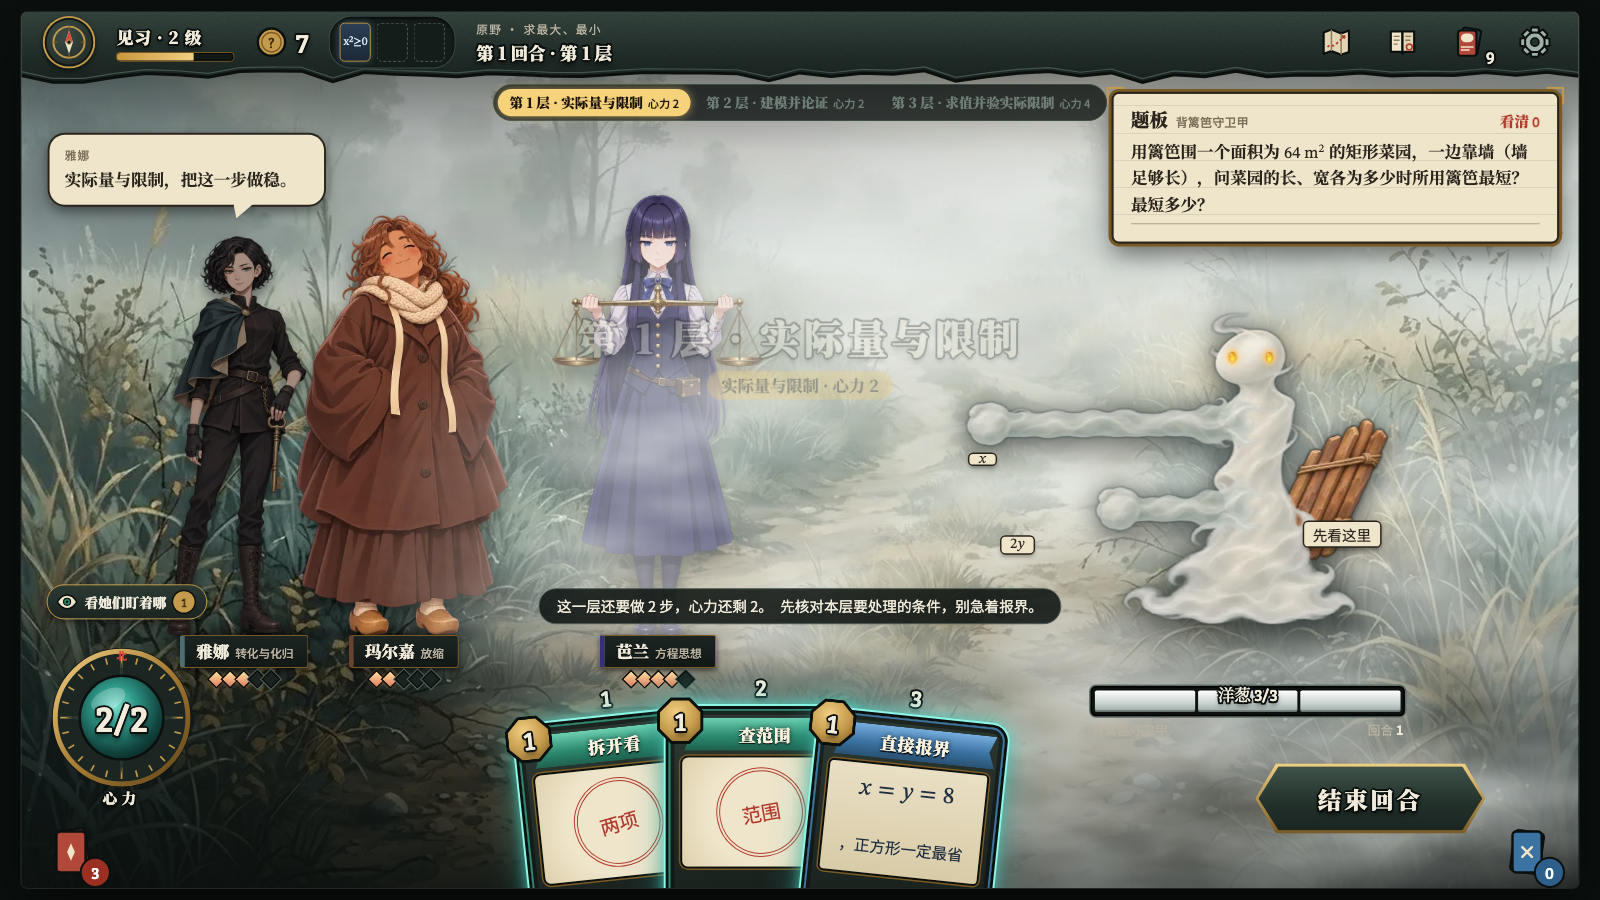 见习·2 级
?
7
x²≥0
原野 · 求最大、最小
第1回合·第1层
9
第1层·实际量与限制 心力2
第2层·建模并论证 心力2
第3层·求值并验实际限制 心力4
题板 背篱笆守卫甲
看清 0
用篱笆围一个面积为 64 m² 的矩形菜园，一边靠墙（墙
足够长），问菜园的长、宽各为多少时所用篱笆最短？
最短多少？
雅娜
实际量与限制，把这一步做稳。
第1层·实际量与限制
实际量与限制·心力2
x
2y
先看这里
看她们盯着哪 1
这一层还要做 2 步，心力还剩 2。 先核对本层要处理的条件，别急着报界。
雅娜 转化与化归
玛尔嘉 放缩
芭兰 方程思想
2/2
心力
3
1
1
拆开看
两项
2
1
查范围
范围
3
1
直接报界
x = y = 8
，正方形一定最省
洋葱3/3
回合 1
结束回合
0